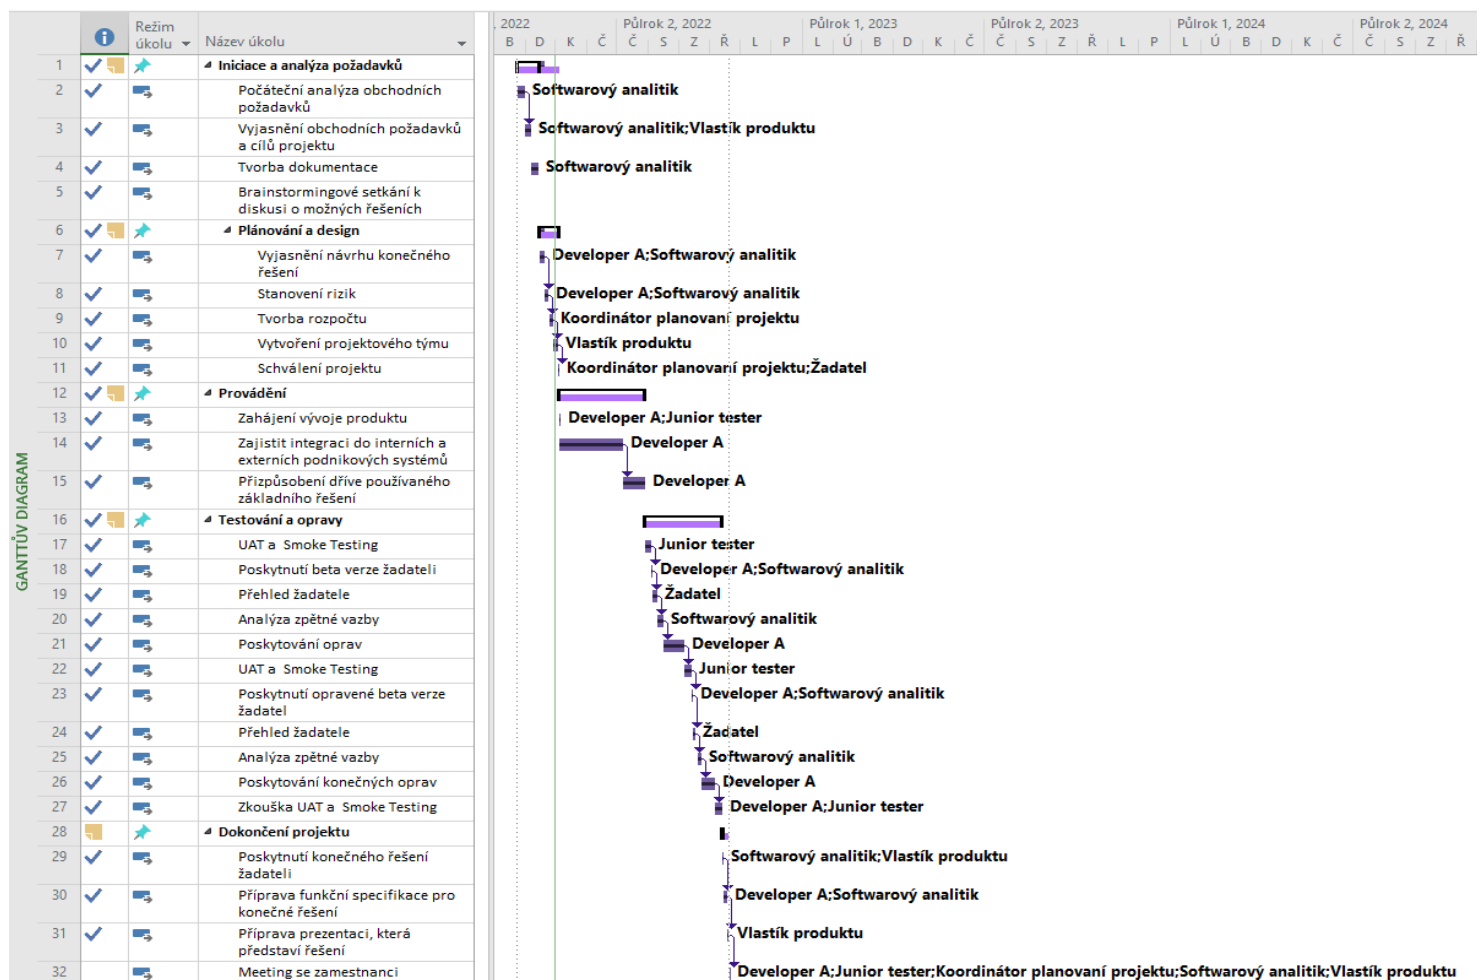 GANTTŮV DIAGRAM
Režim
úkolu
Název úkolu
, 2022
Půlrok 2, 2022
Půlrok 1, 2023
Půlrok 2, 2023
Půlrok 1, 2024
Půlrok 2, 2024
B D K Č Č S Z Ř L P L Ú B D K Č Č S Z Ř L P L Ú B D K Č Č S Z Ř
1 Iniciace a analýza požadavků
2 Počáteční analýza obchodních Softwarový analitik
požadavků
3 Vyjasnění obchodních požadavků Softwarový analitik;Vlastík produktu
a cílů projektu
4 Tvorba dokumentace Softwarový analitik
5 Brainstormingové setkání k
diskusi o možných řešeních
6 Plánování a design
7 Vyjasnění návrhu konečného Developer A;Softwarový analitik
řešení
8 Stanovení rizik Developer A;Softwarový analitik
9 Tvorba rozpočtu Koordinátor planovaní projektu
10 Vytvoření projektového týmu Vlastík produktu
11 Schválení projektu Koordinátor planovaní projektu;Žadatel
12 Provádění
13 Zahájení vývoje produktu Developer A;Junior tester
14 Zajistit integraci do interních a Developer A
externích podnikových systémů
15 Přizpůsobení dříve používaného Developer A
základního řešení
16 Testování a opravy
17 UAT a Smoke Testing Junior tester
18 Poskytnutí beta verze žadateli Developer A;Softwarový analitik
19 Přehled žadatele Žadatel
20 Analýza zpětné vazby Softwarový analitik
21 Poskytování oprav Developer A
22 UAT a Smoke Testing Junior tester
23 Poskytnutí opravené beta verze Developer A;Softwarový analitik
žadatel
24 Přehled žadatele Žadatel
25 Analýza zpětné vazby Softwarový analitik
26 Poskytování konečných oprav Developer A
27 Zkouška UAT a Smoke Testing Developer A;Junior tester
28 Dokončení projektu
29 Poskytnutí konečného řešení Softwarový analitik;Vlastík produktu
žadateli
30 Příprava funkční specifikace pro Developer A;Softwarový analitik
konečné řešení
31 Příprava prezentaci, která Vlastík produktu
představí řešení
32 Meeting se zamestnanci Developer A;Junior tester;Koordinátor planovaní projektu;Softwarový analitik;Vlastík produktu